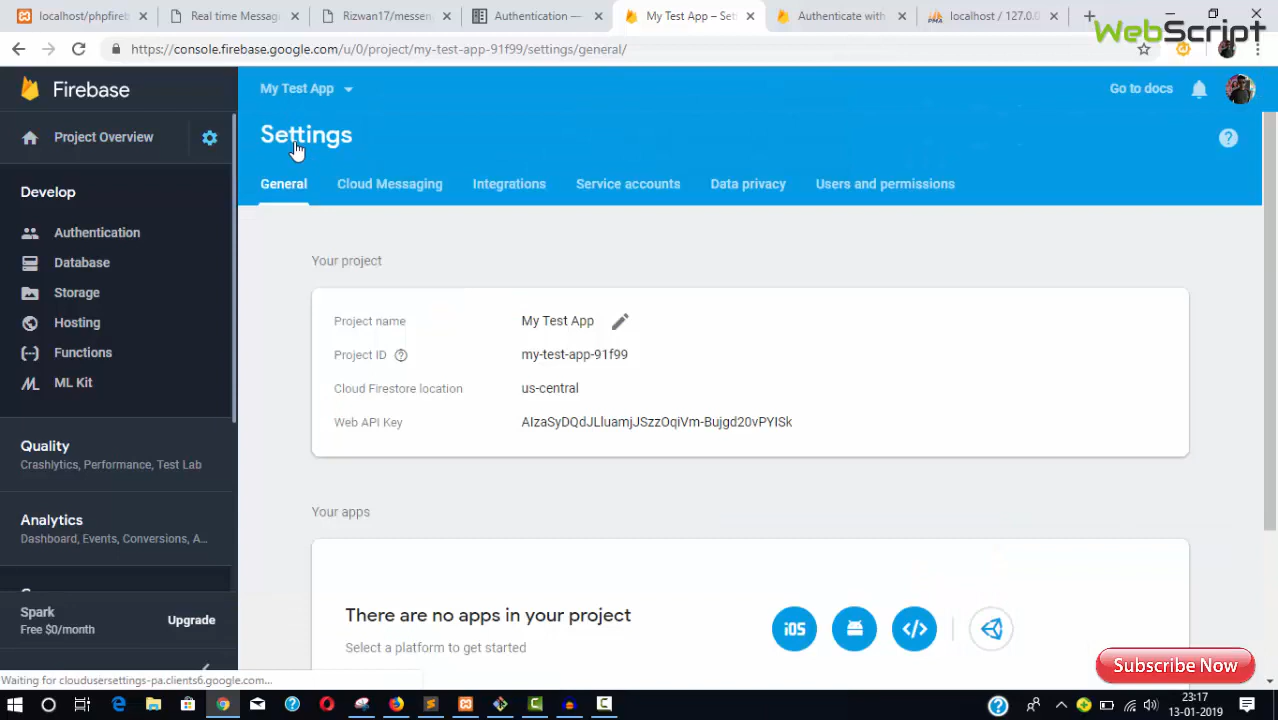 localhost/phpfireb
Real time Messag
Rizwan17/messen
Authentication —
My Test App – Set
Authenticate with
localhost / 127.0.0
WebScript
https://console.firebase.google.com/u/0/project/my-test-app-91f99/settings/general/
Firebase
My Test App
Go to docs
Project Overview
Settings
General
Cloud Messaging
Integrations
Service accounts
Data privacy
Users and permissions
Develop
Authentication
Database
Storage
Hosting
Functions
ML Kit
Quality
Crashlytics, Performance, Test Lab
Analytics
Dashboard, Events, Conversions, A...
Spark
Free $0/month
Upgrade
Your project
Project name
My Test App
Project ID
my-test-app-91f99
Cloud Firestore location
us-central
Web API Key
AIzaSyDQdJLluamjJSzzOqiVm-Bujgd20vPYISk
Your apps
There are no apps in your project
Select a platform to get started
iOS
Subscribe Now
Waiting for cloudusersettings-pa.clients6.google.com...
23:17
13-01-2019